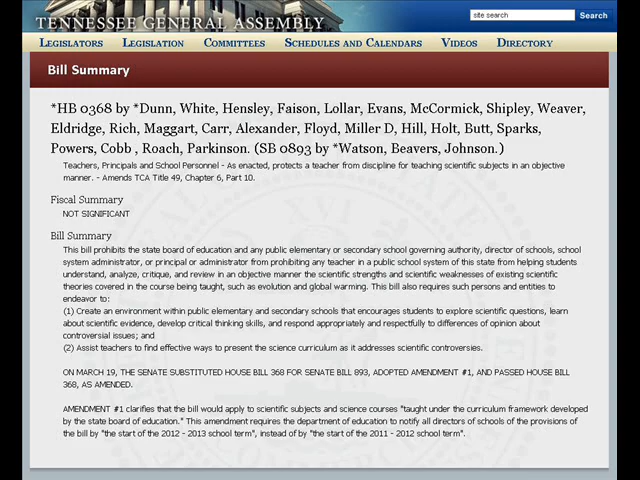 TENNESSEE GENERAL ASSEMBLY
site search Search
LEGISLATORS LEGISLATION COMMITTEES SCHEDULES AND CALENDARS VIDEOS DIRECTORY
Bill Summary
*HB 0368 by *Dunn, White, Hensley, Faison, Lollar, Evans, McCormick, Shipley, Weaver,
Eldridge, Rich, Maggart, Carr, Alexander, Floyd, Miller D, Hill, Holt, Butt, Sparks,
Powers, Cobb , Roach, Parkinson. (SB 0893 by *Watson, Beavers, Johnson.)
Teachers, Principals and School Personnel - As enacted, protects a teacher from discipline for teaching scientific subjects in an objective
manner. - Amends TCA Title 49, Chapter 6, Part 10.
Fiscal Summary
NOT SIGNIFICANT
Bill Summary
This bill prohibits the state board of education and any public elementary or secondary school governing authority, director of schools, school
system administrator, or principal or administrator from prohibiting any teacher in a public school system of this state from helping students
understand, analyze, critique, and review in an objective manner the scientific strengths and scientific weaknesses of existing scientific
theories covered in the course being taught, such as evolution and global warming. This bill also requires such persons and entities to
endeavor to:
(1) Create an environment within public elementary and secondary schools that encourages students to explore scientific questions, learn
about scientific evidence, develop critical thinking skills, and respond appropriately and respectfully to differences of opinion about
controversial issues; and
(2) Assist teachers to find effective ways to present the science curriculum as it addresses scientific controversies.
ON MARCH 19, THE SENATE SUBSTITUTED HOUSE BILL 368 FOR SENATE BILL 893, ADOPTED AMENDMENT #1, AND PASSED HOUSE BILL
368, AS AMENDED.
AMENDMENT #1 clarifies that the bill would apply to scientific subjects and science courses "taught under the curriculum framework developed
by the state board of education." This amendment requires the department of education to notify all directors of schools of the provisions of
the bill by "the start of the 2012 - 2013 school term", instead of by "the start of the 2011 - 2012 school term".